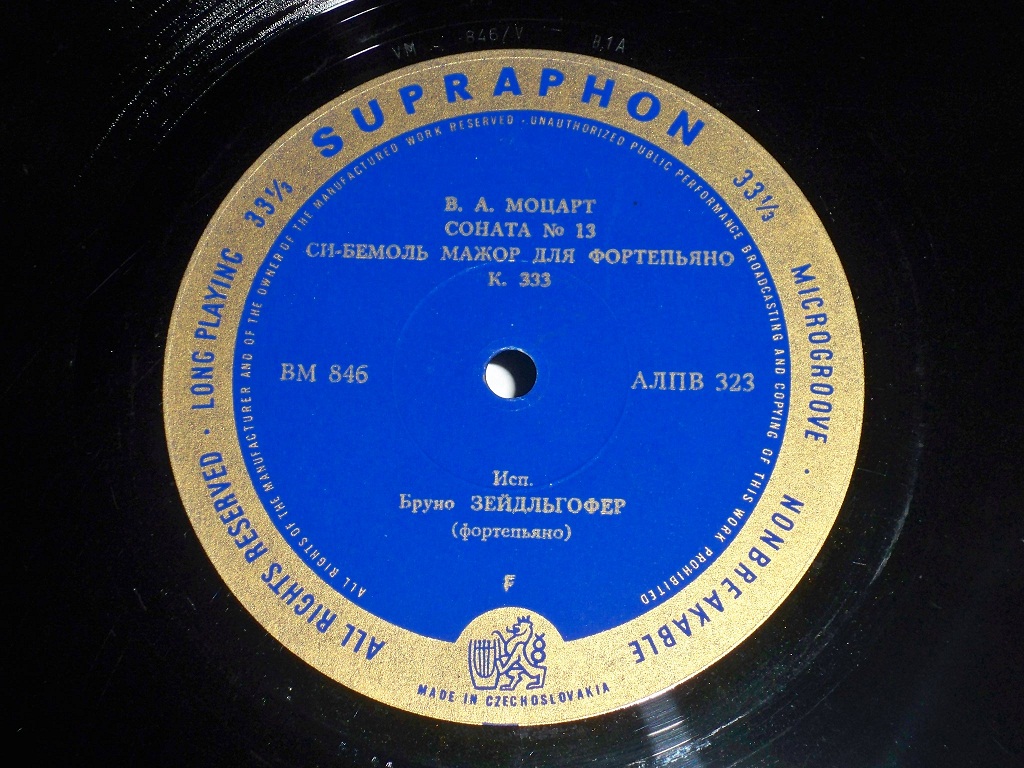 VM 846/V B1A
SUPRAPHON
33⅓
33⅓
LONG PLAYING
MICROGROOVE · NONBREAKABLE
ALL RIGHTS RESERVED ·
ALL RIGHTS OF THE MANUFACTURER AND OF THE OWNER OF THE MANUFACTURED WORK RESERVED · UNAUTHORIZED PUBLIC PERFORMANCE BROADCASTING AND COPYING OF THIS WORK PROHIBITED
В. А. МОЦАРТ
СОНАТА № 13
СИ-БЕМОЛЬ МАЖОР ДЛЯ ФОРТЕПЬЯНО
К. 333
ВМ 846
АЛПВ 323
Исп.
Бруно ЗЕЙДЛЬГОФЕР
(фортепьяно)
F
MADE IN CZECHOSLOVAKIA